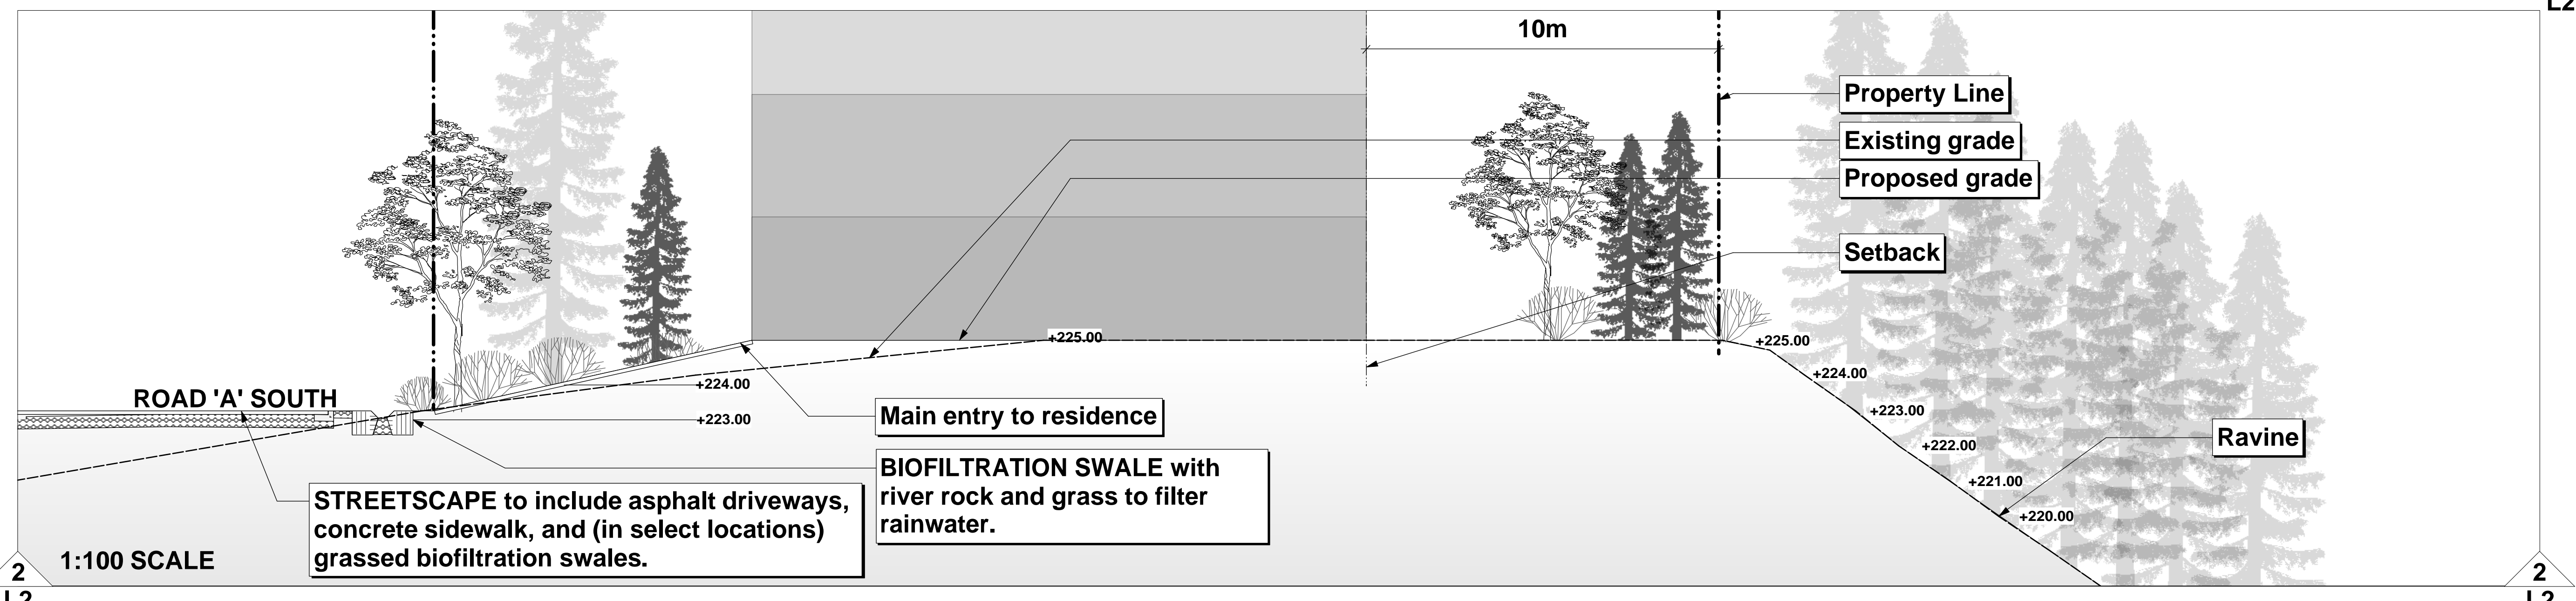 L2
10m
Property Line
Existing grade
Proposed grade
Setback
+225.00
+225.00
+224.00
+224.00
+223.00
+223.00
+222.00
+221.00
+220.00
ROAD 'A' SOUTH
Main entry to residence
Ravine
BIOFILTRATION SWALE with
river rock and grass to filter
rainwater.
STREETSCAPE to include asphalt driveways,
concrete sidewalk, and (in select locations)
grassed biofiltration swales.
1:100 SCALE
2
2
L2
L2